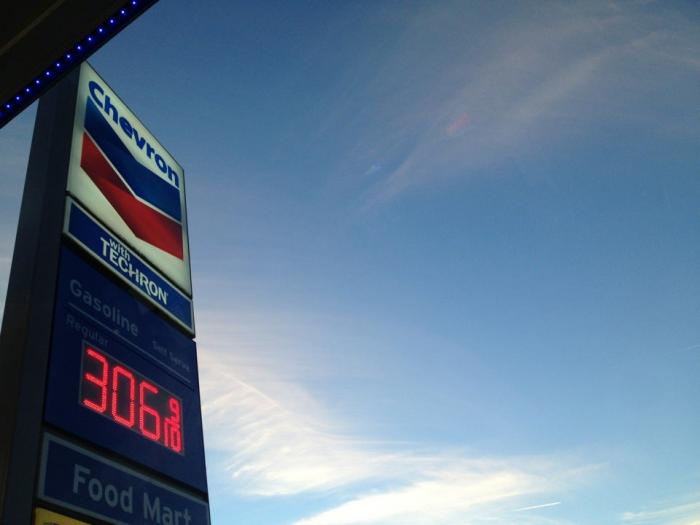 Chevron
with
TECHRON
Gasoline
Regular Self Serve
306 9/10
Food Mart